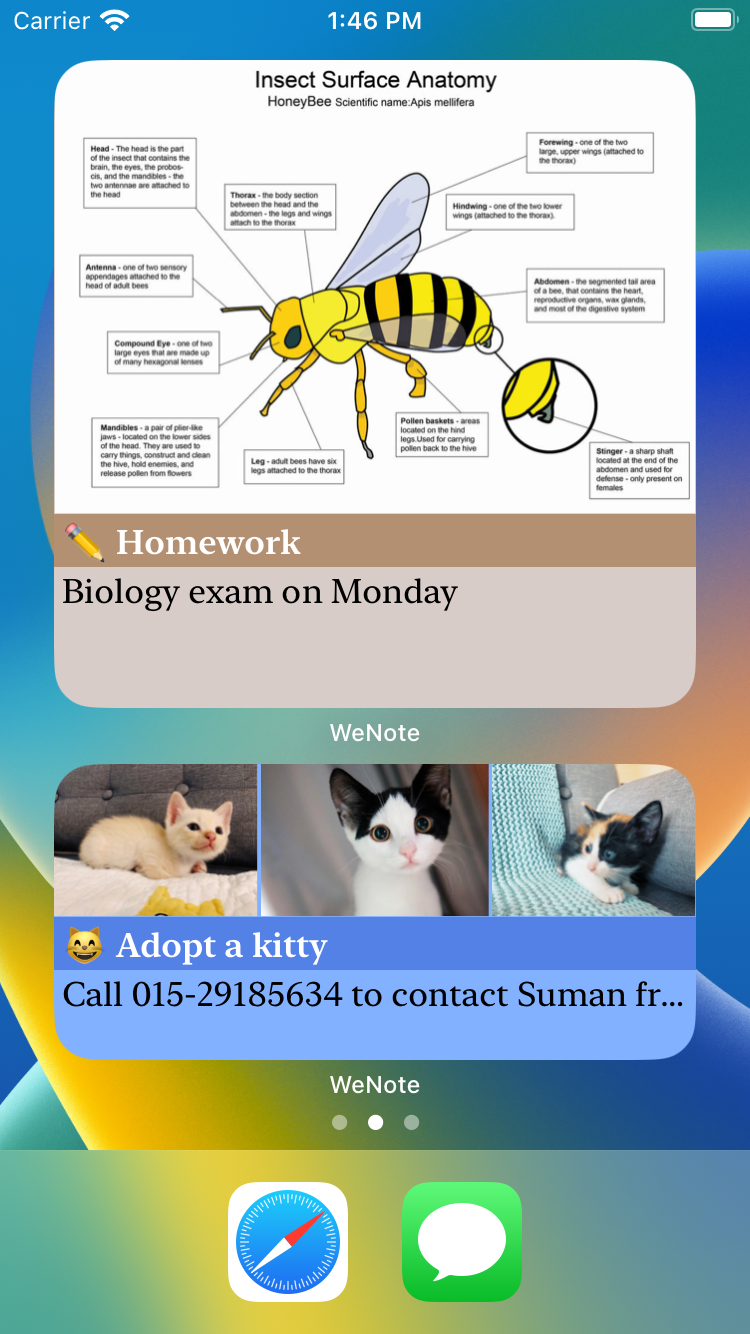 Carrier
1:46 PM
Insect Surface Anatomy
HoneyBee Scientific name:Apis mellifera
Head - The head is the part
of the insect that contains the
brain, the eyes, the probos-
cis, and the mandibles - the
two antennae are attached to
the head
Thorax - the body section
between the head and the
abdomen - the legs and wings
attach to the thorax
Forewing - one of the two
large, upper wings (attached to
the thorax)
Hindwing - one of the two lower
wings (attached to the thorax).
Antenna - one of two sensory
appendages attached to the
head of adult bees
Abdomen - the segmented tail area
of a bee, that contains the heart,
reproductive organs, wax glands,
and most of the digestive system
Compound Eye - one of two
large eyes that are made up
of many hexagonal lenses
Mandibles - a pair of plier-like
jaws - located on the lower sides
of the head. They are used to
carry things, construct and clean
the hive, hold enemies, and
release pollen from flowers
Leg - adult bees have six
legs attached to the thorax
Pollen baskets - areas
located on the hind
legs.Used for carrying
pollen back to the hive
Stinger - a sharp shaft
located at the end of the
abdomen and used for
defense - only present on
females
✏️ Homework
Biology exam on Monday
WeNote
😸 Adopt a kitty
Call 015-29185634 to contact Suman fr...
WeNote